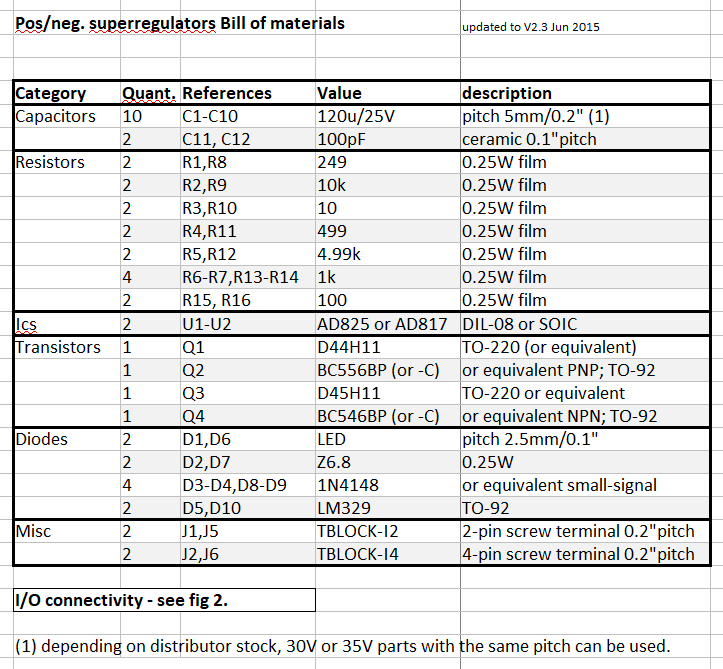 Pos/neg. superregulators Bill of materials updated to V2.3 Jun 2015
Category Quant. References Value description
Capacitors 10 C1-C10 120u/25V pitch 5mm/0.2" (1)
2 C11, C12 100pF ceramic 0.1"pitch
Resistors 2 R1,R8 249 0.25W film
2 R2,R9 10k 0.25W film
2 R3,R10 10 0.25W film
2 R4,R11 499 0.25W film
2 R5,R12 4.99k 0.25W film
4 R6-R7,R13-R14 1k 0.25W film
2 R15, R16 100 0.25W film
Ics 2 U1-U2 AD825 or AD817 DIL-08 or SOIC
Transistors 1 Q1 D44H11 TO-220 (or equivalent)
1 Q2 BC556BP (or -C) or equivalent PNP; TO-92
1 Q3 D45H11 TO-220 or equivalent
1 Q4 BC546BP (or -C) or equivalent NPN; TO-92
Diodes 2 D1,D6 LED pitch 2.5mm/0.1"
2 D2,D7 Z6.8 0.25W
4 D3-D4,D8-D9 1N4148 or equivalent small-signal
2 D5,D10 LM329 TO-92
Misc 2 J1,J5 TBLOCK-I2 2-pin screw terminal 0.2"pitch
2 J2,J6 TBLOCK-I4 4-pin screw terminal 0.2"pitch
I/O connectivity - see fig 2.
(1) depending on distributor stock, 30V or 35V parts with the same pitch can be used.